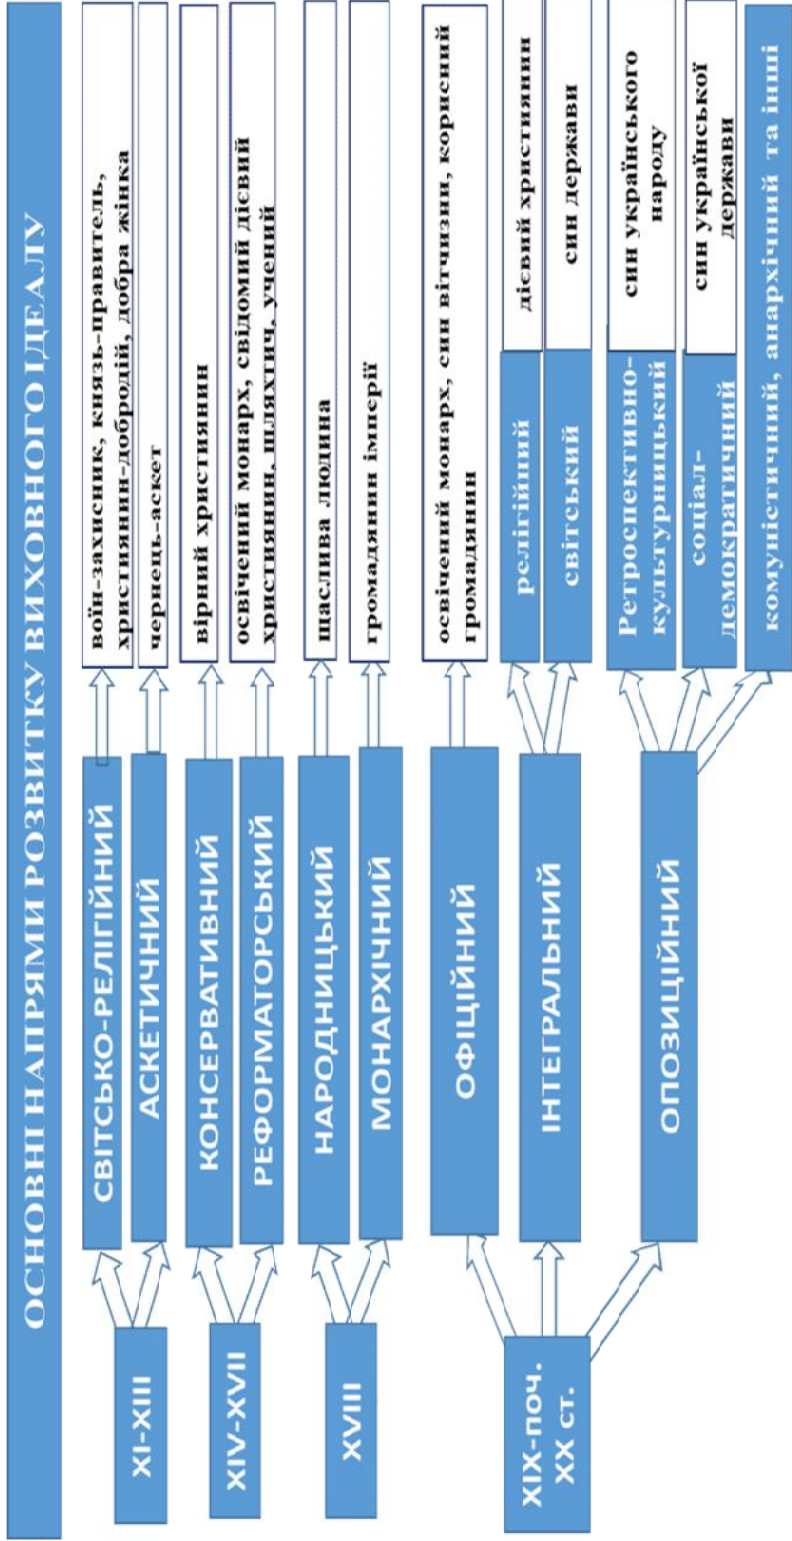 ОСНОВНІ НАПРЯМИ РОЗВИТКУ ВИХОВНОГО ІДЕАЛУ
XI-XIII
СВІТСЬКО-РЕЛІГІЙНИЙ
воїн-захисник, князь-правитель,
християнин-добродій, добра жінка
АСКЕТИЧНИЙ
чернець-аскет
XIV-XVII
КОНСЕРВАТИВНИЙ
вірний християнин
РЕФОРМАТОРСЬКИЙ
освічений монарх, свідомий дієвий
християнин, шляхтич, учений
XVIII
НАРОДНИЦЬКИЙ
щаслива людина
МОНАРХІЧНИЙ
громадянин імперії
XIX-поч.
XX ст.
ОФІЦІЙНИЙ
освічений монарх, син вітчизни, корисний
громадянин
ІНТЕГРАЛЬНИЙ
релігійний
дієвий християнин
світський
син держави
ОПОЗИЦІЙНИЙ
Ретроспективно-
культурницький
син українського
народу
соціал-
демократичний
син української
держави
комуністичний, анархічний та інші